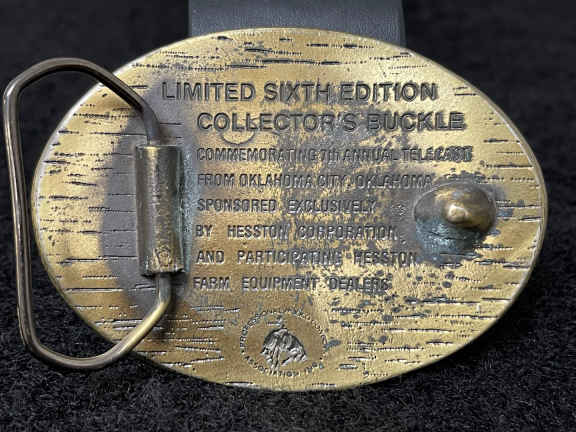 LIMITED SIXTH EDITION
COLLECTOR'S BUCKLE
COMMEMORATING 7th ANNUAL TELECAST
FROM OKLAHOMA CITY, OKLAHOMA
SPONSORED EXCLUSIVELY
BY HESSTON CORPORATION
AND PARTICIPATING HESSTON
FARM EQUIPMENT DEALERS
ASSOCIATION